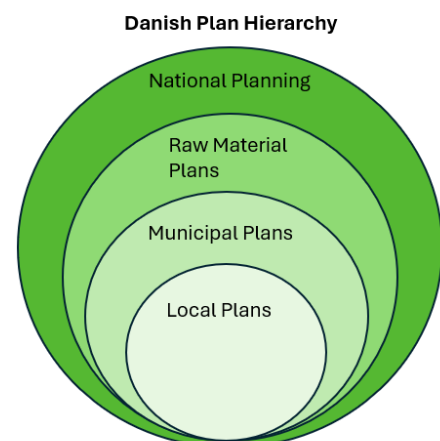 Danish Plan Hierarchy
National Planning
Raw Material
Plans
Municipal Plans
Local Plans